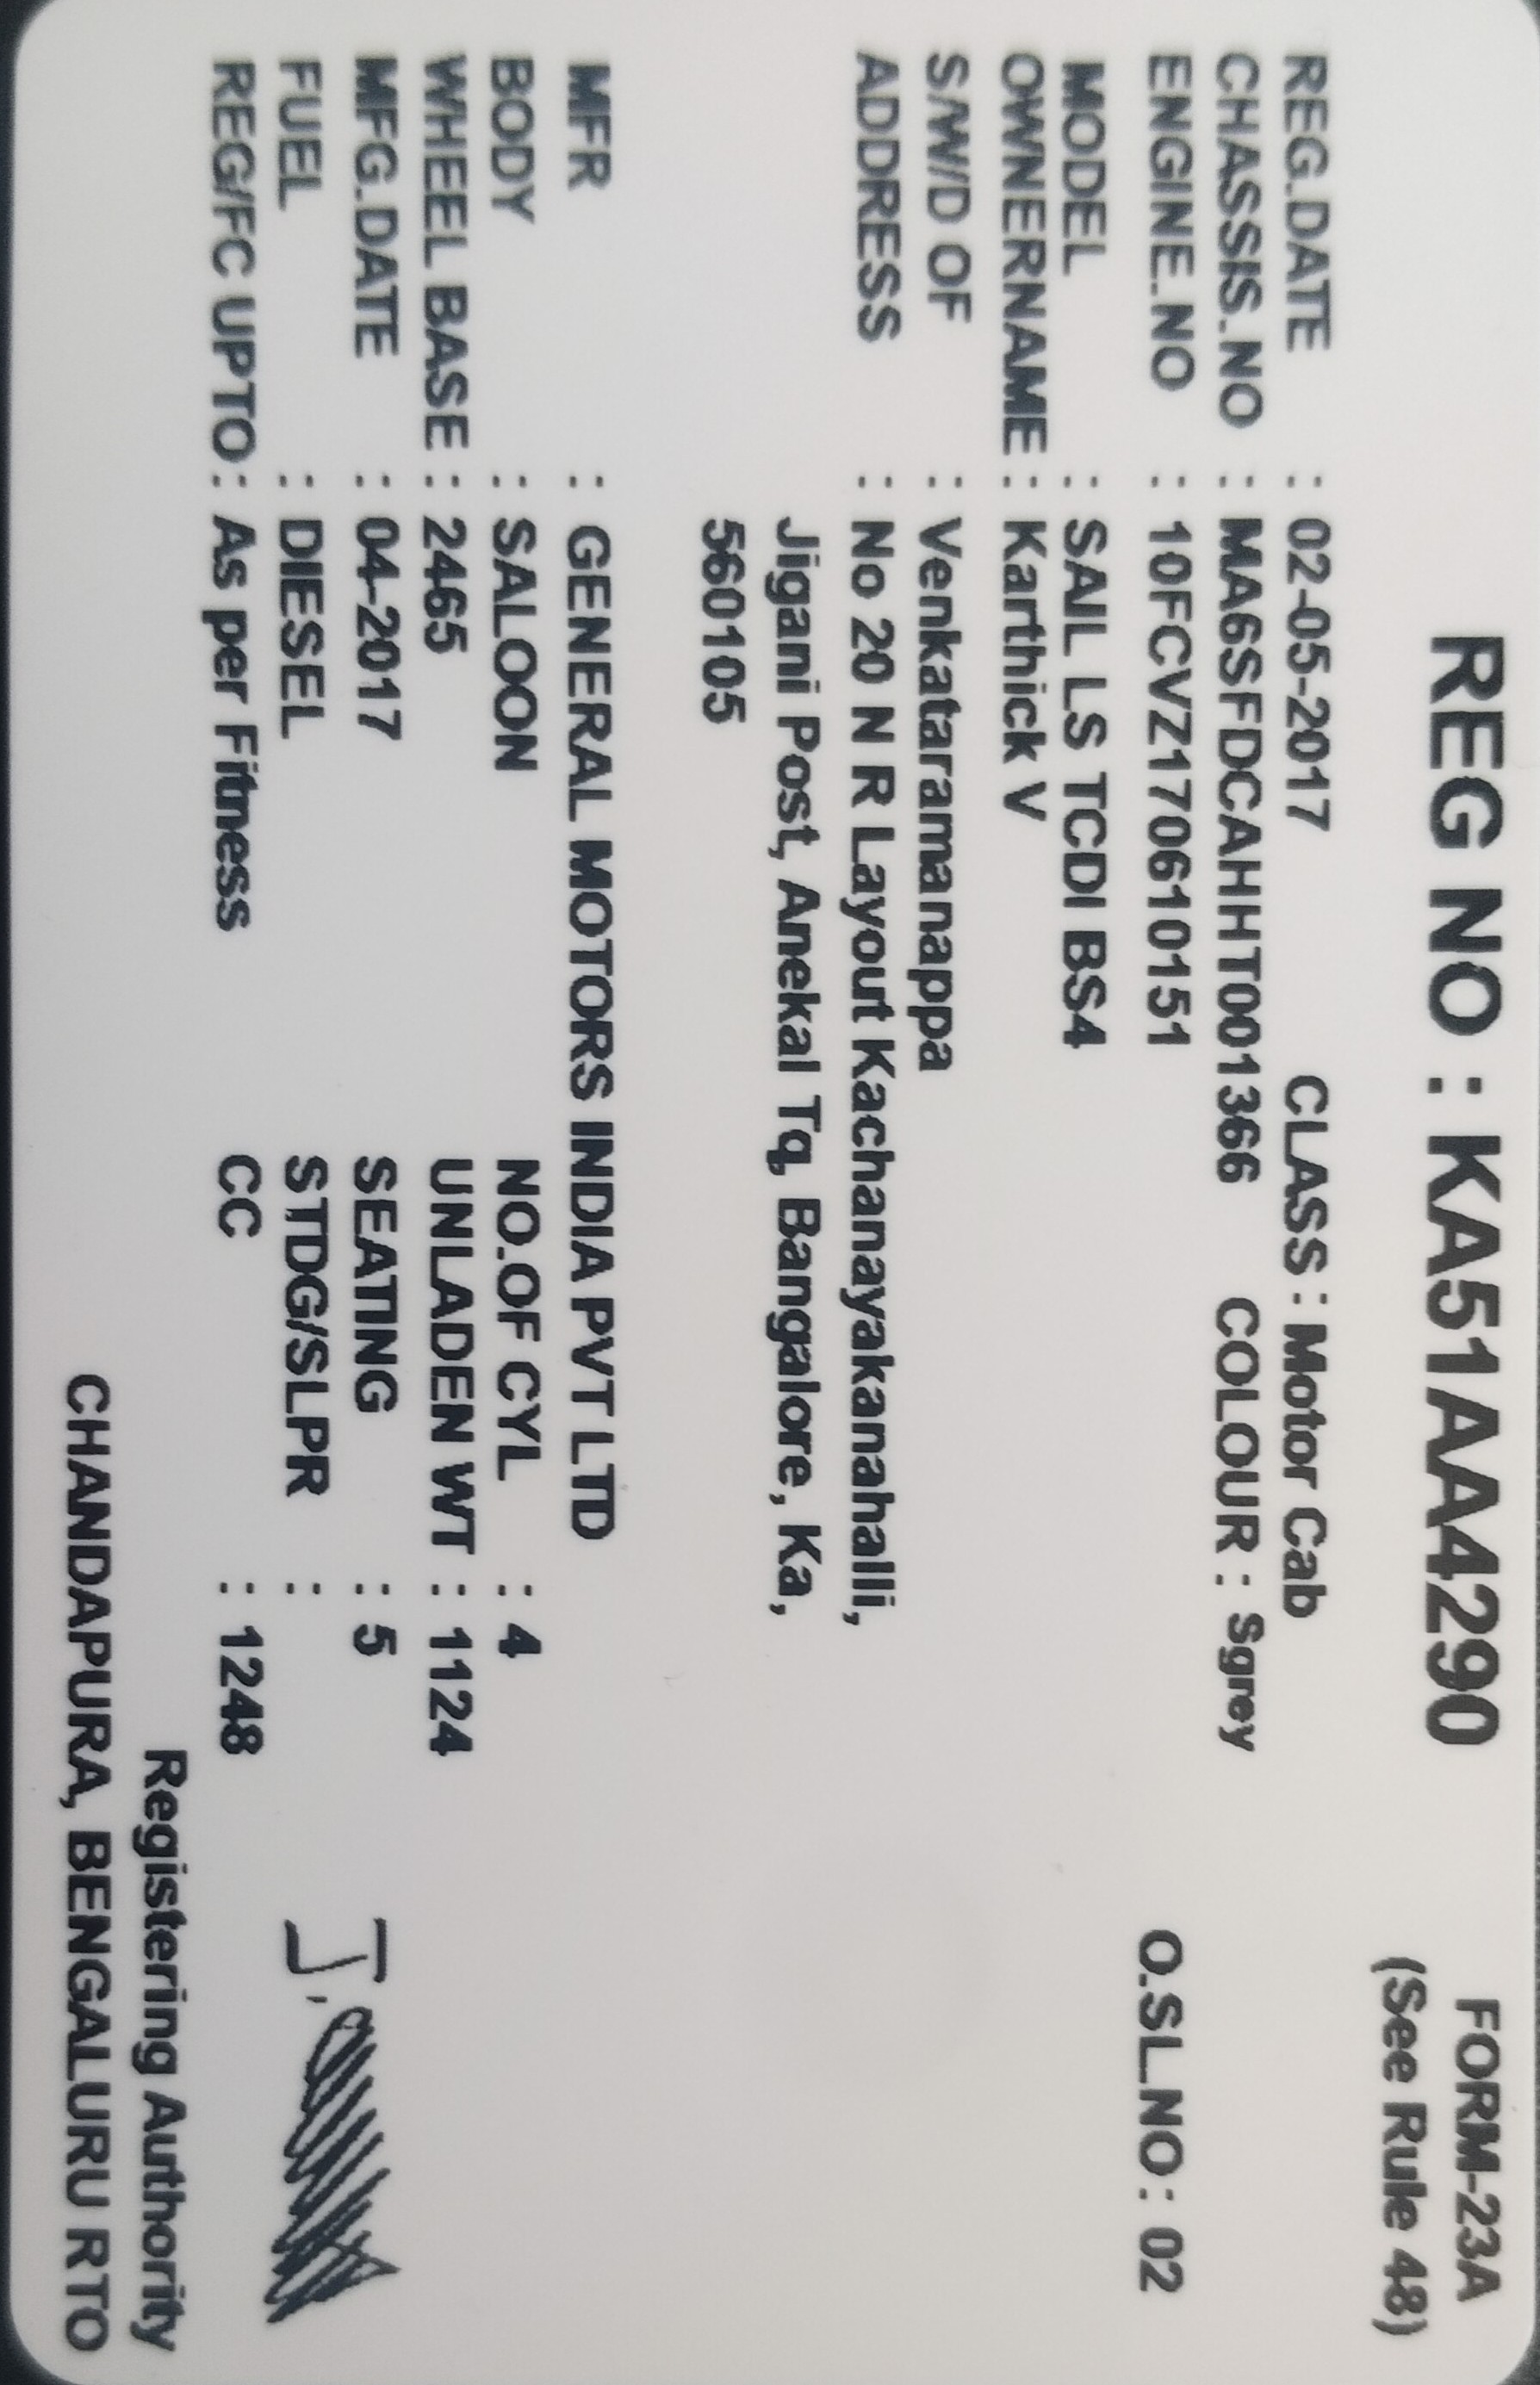 FORM-23A
REG NO : KA51AA4290 (See Rule 48)
REG.DATE : 02-05-2017 CLASS : Motor Cab
CHASSIS.NO : MA6SFDCAHHT001366 COLOUR : Sgrey
ENGINE.NO : 10FCVZ170610151 O.SL.NO : 02
MODEL : SAIL LS TCDI BS4
OWNERNAME : Karthick V
S/W/D OF : Venkataramanappa
ADDRESS : No 20 N R Layout Kachanayakanahalli,
Jigani Post, Anekal Tq, Bangalore, Ka,
560105
MFR : GENERAL MOTORS INDIA PVT LTD
BODY : SALOON NO.OF CYL : 4
WHEEL BASE : 2465 UNLADEN WT : 1124
MFG.DATE : 04-2017 SEATING : 5
FUEL : DIESEL STDG/SLPR :
REG/FC UPTO : As per Fitness CC : 1248
Registering Authority
CHANDAPURA, BENGALURU RTO